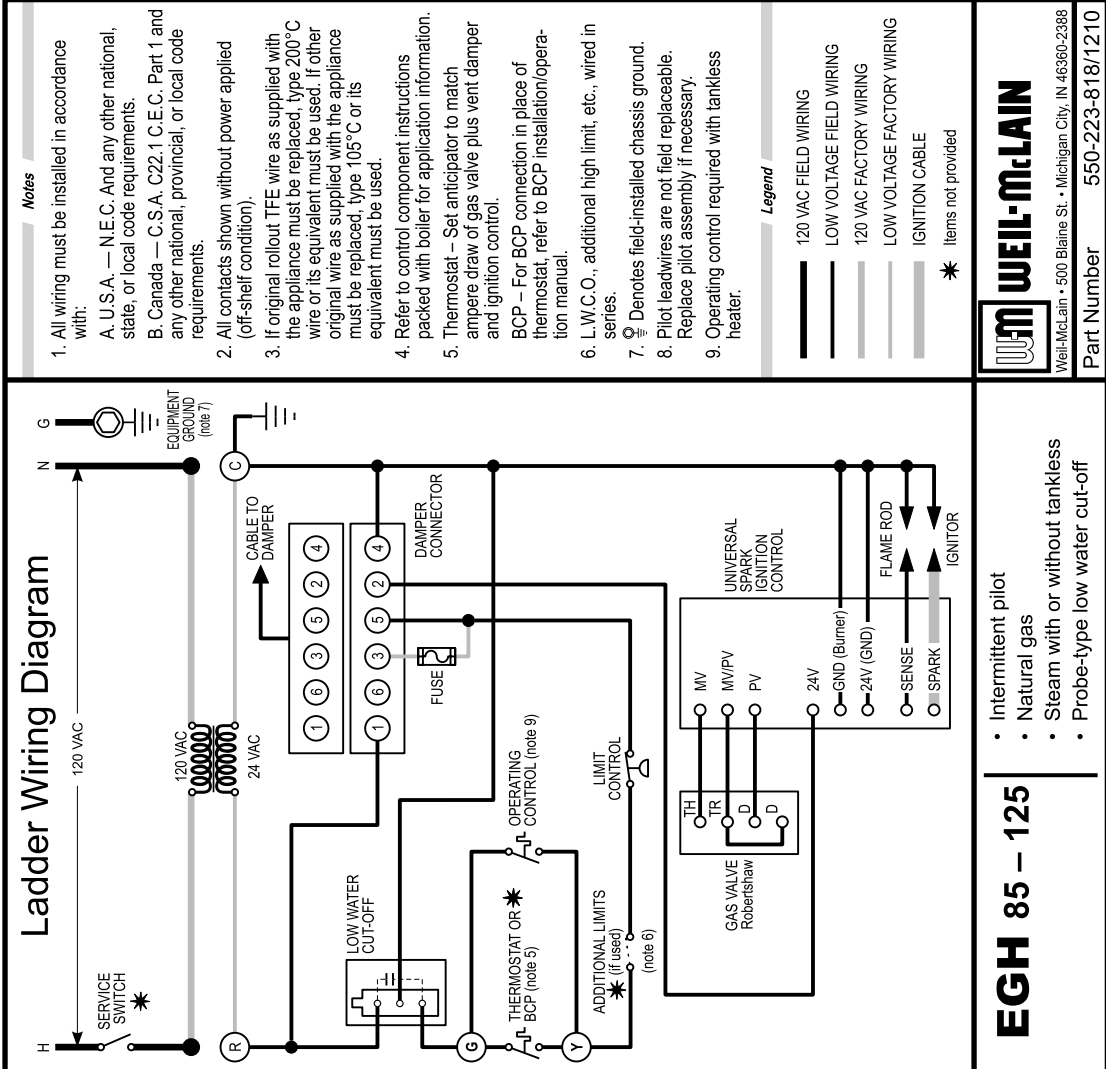 Ladder Wiring Diagram
H
120 VAC
N
G
SERVICE
SWITCH
EQUIPMENT
GROUND
(note 7)
120 VAC
24 VAC
R
C
CABLE TO
DAMPER
1 6 3 5 2 4
1 6 3 5 2 4
DAMPER
CONNECTOR
LOW WATER
CUT-OFF
FUSE
G
THERMOSTAT OR
BCP (note 5)
OPERATING
CONTROL (note 9)
Y
ADDITIONAL LIMITS
(if used)
(note 6)
LIMIT
CONTROL
GAS VALVE
Robertshaw
TH
TR
D
D
UNIVERSAL
SPARK
IGNITION
CONTROL
MV
MV/PV
PV
24V
GND (Burner)
24V (GND)
SENSE
SPARK
FLAME ROD
IGNITOR
Notes
1. All wiring must be installed in accordance
with:
A. U.S.A. — N.E.C. And any other national,
state, or local code requirements.
B. Canada — C.S.A. C22.1 C.E.C. Part 1 and
any other national, provincial, or local code
requirements.
2. All contacts shown without power applied
(off-shelf condition).
3. If original rollout TFE wire as supplied with
the appliance must be replaced, type 200°C
wire or its equivalent must be used. If other
original wire as supplied with the appliance
must be replaced, type 105°C or its
equivalent must be used.
4. Refer to control component instructions
packed with boiler for application information.
5. Thermostat – Set anticipator to match
ampere draw of gas valve plus vent damper
and ignition control.
BCP – For BCP connection in place of
thermostat, refer to BCP installation/opera-
tion manual.
6. L.W.C.O., additional high limit, etc., wired in
series.
7. Denotes field-installed chassis ground.
8. Pilot leadwires are not field replaceable.
Replace pilot assembly if necessary.
9. Operating control required with tankless
heater.
Legend
120 VAC FIELD WIRING
LOW VOLTAGE FIELD WIRING
120 VAC FACTORY WIRING
LOW VOLTAGE FACTORY WIRING
IGNITION CABLE
Items not provided
EGH 85 – 125
• Intermittent pilot
• Natural gas
• Steam with or without tankless
• Probe-type low water cut-off
WM WEIL-McLAIN
Weil-McLain • 500 Blaine St. • Michigan City, IN 46360-2388
Part Number 550-223-818/1210